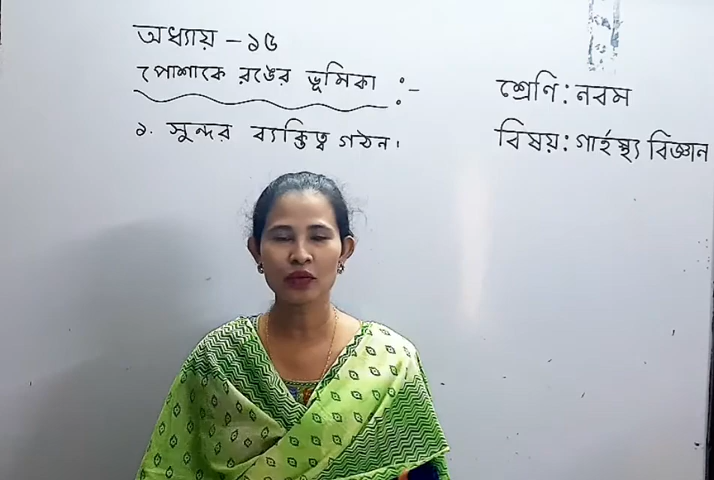 অধ্যায় - ১৫
পোশাকে রঙের ভূমিকা :-
১. সুন্দর ব্যক্তিত্ব গঠন।
শ্রেণি : নবম
বিষয় : গার্হস্থ্য বিজ্ঞান